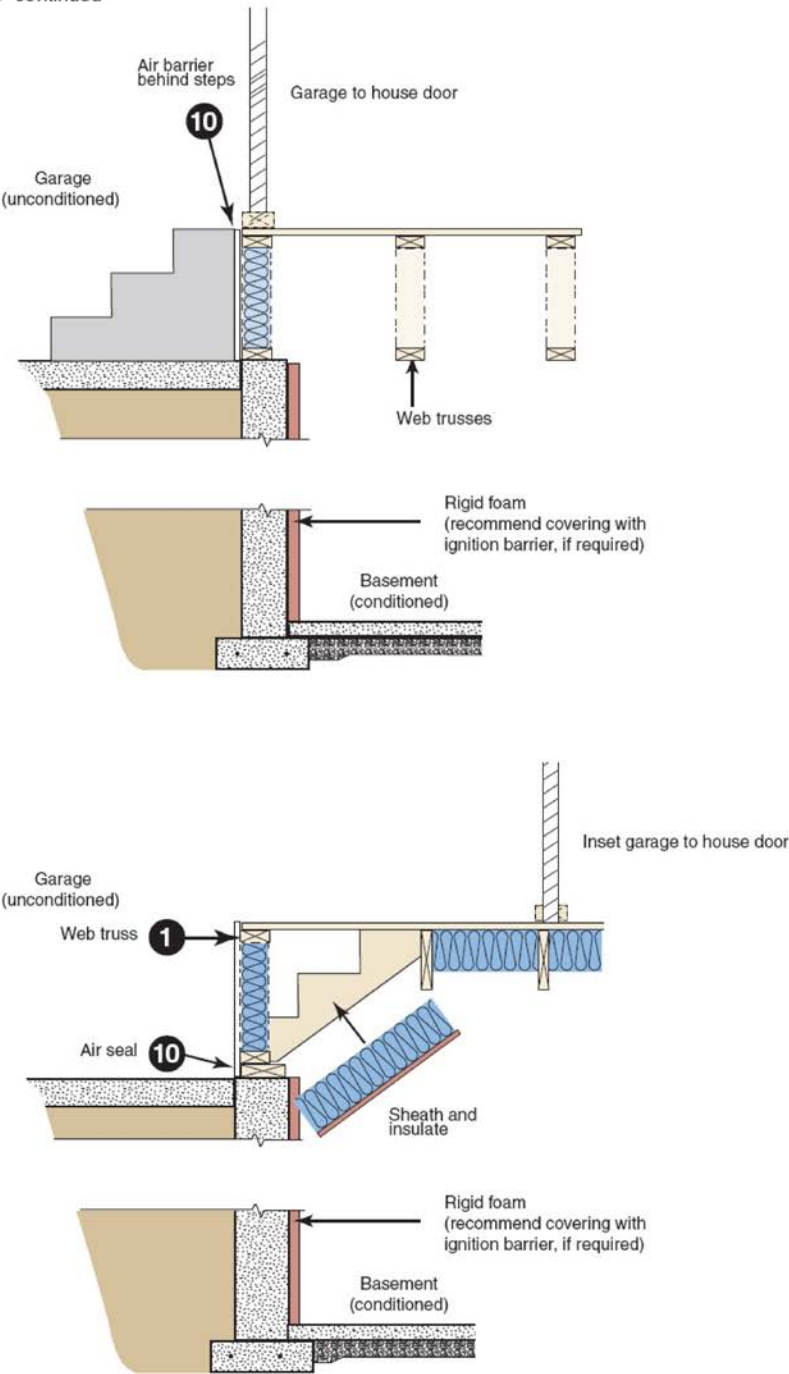 continued
Air barrier
behind steps
Garage to house door
10
Garage
(unconditioned)
Web trusses
Rigid foam
(recommend covering with
ignition barrier, if required)
Basement
(conditioned)
Inset garage to house door
Garage
(unconditioned)
Web truss 1
Air seal 10
Sheath and
insulate
Rigid foam
(recommend covering with
ignition barrier, if required)
Basement
(conditioned)